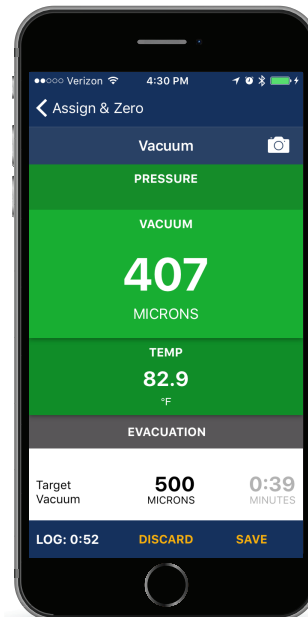 Verizon 4:30 PM
Assign & Zero
Vacuum
PRESSURE
VACUUM
407
MICRONS
TEMP
82.9
°F
EVACUATION
Target Vacuum 500 MICRONS 0:39 MINUTES
LOG: 0:52 DISCARD SAVE